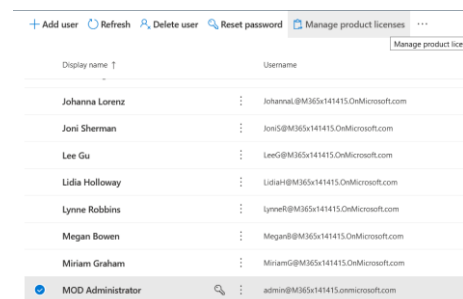 + Add user Refresh Delete user Reset password Manage product licenses ...
Manage product lice
Display name ↑ Username
Johanna Lorenz JohannaL@M365x141415.OnMicrosoft.com
Joni Sherman JoniS@M365x141415.OnMicrosoft.com
Lee Gu LeeG@M365x141415.OnMicrosoft.com
Lidia Holloway LidiaH@M365x141415.OnMicrosoft.com
Lynne Robbins LynneR@M365x141415.OnMicrosoft.com
Megan Bowen MeganB@M365x141415.OnMicrosoft.com
Miriam Graham MiriamG@M365x141415.OnMicrosoft.com
MOD Administrator admin@M365x141415.onmicrosoft.com